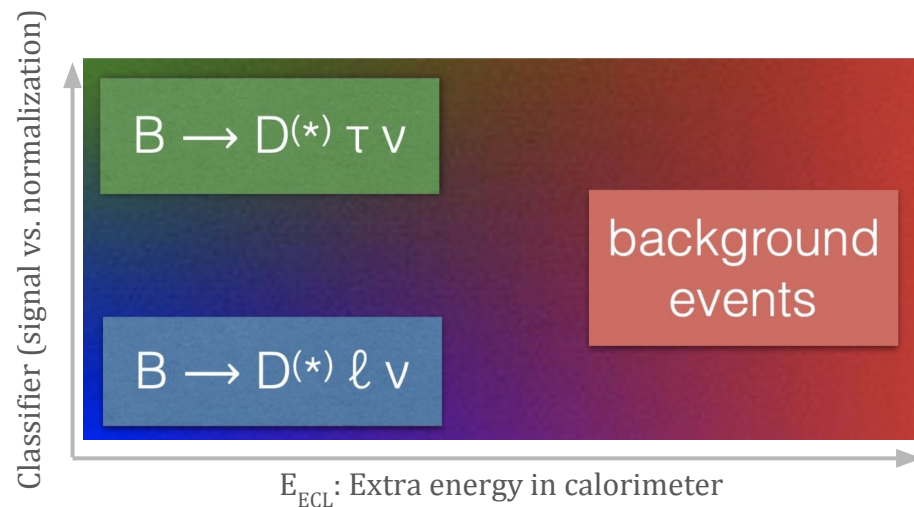 Classifier (signal vs. normalization)
B → D(*) τ ν
background
events
B → D(*) ℓ ν
E_ECL: Extra energy in calorimeter